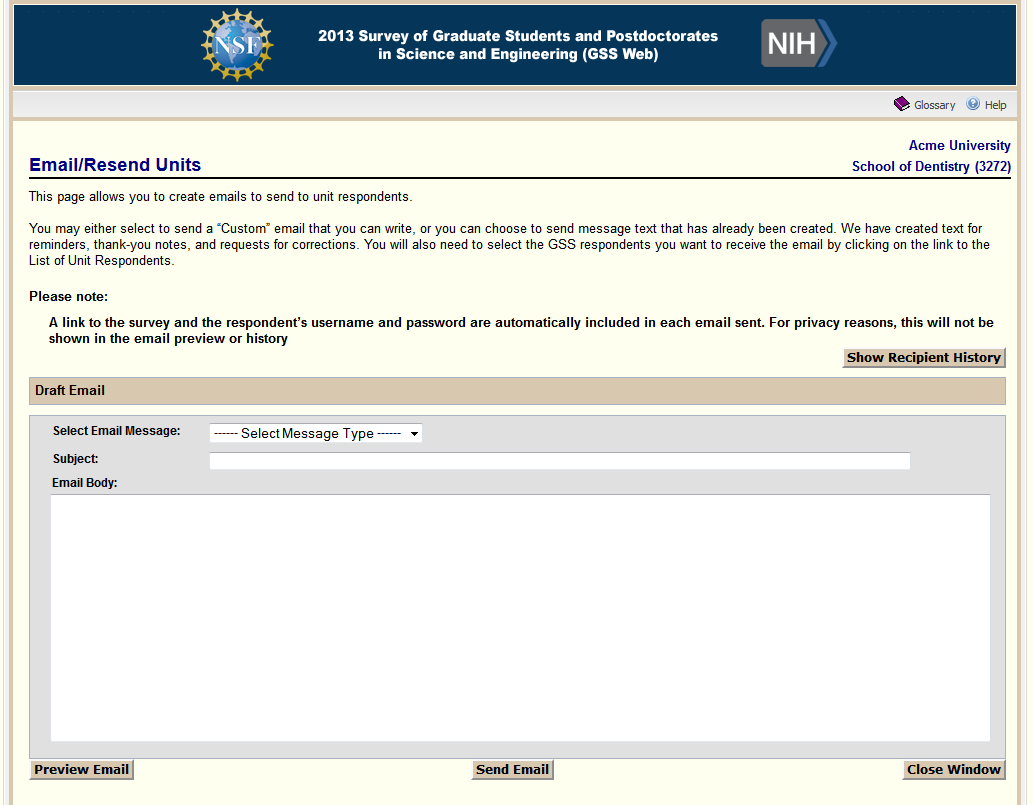 NSF
2013 Survey of Graduate Students and Postdoctorates
in Science and Engineering (GSS Web)
NIH
Glossary
Help
Acme University
Email/Resend Units
School of Dentistry (3272)
This page allows you to create emails to send to unit respondents.
You may either select to send a “Custom” email that you can write, or you can choose to send message text that has already been created. We have created text for
reminders, thank-you notes, and requests for corrections. You will also need to select the GSS respondents you want to receive the email by clicking on the link to the
List of Unit Respondents.
Please note:
A link to the survey and the respondent's username and password are automatically included in each email sent. For privacy reasons, this will not be
shown in the email preview or history
Show Recipient History
Draft Email
Select Email Message:
------ Select Message Type ------
Subject:
Email Body:
Preview Email
Send Email
Close Window